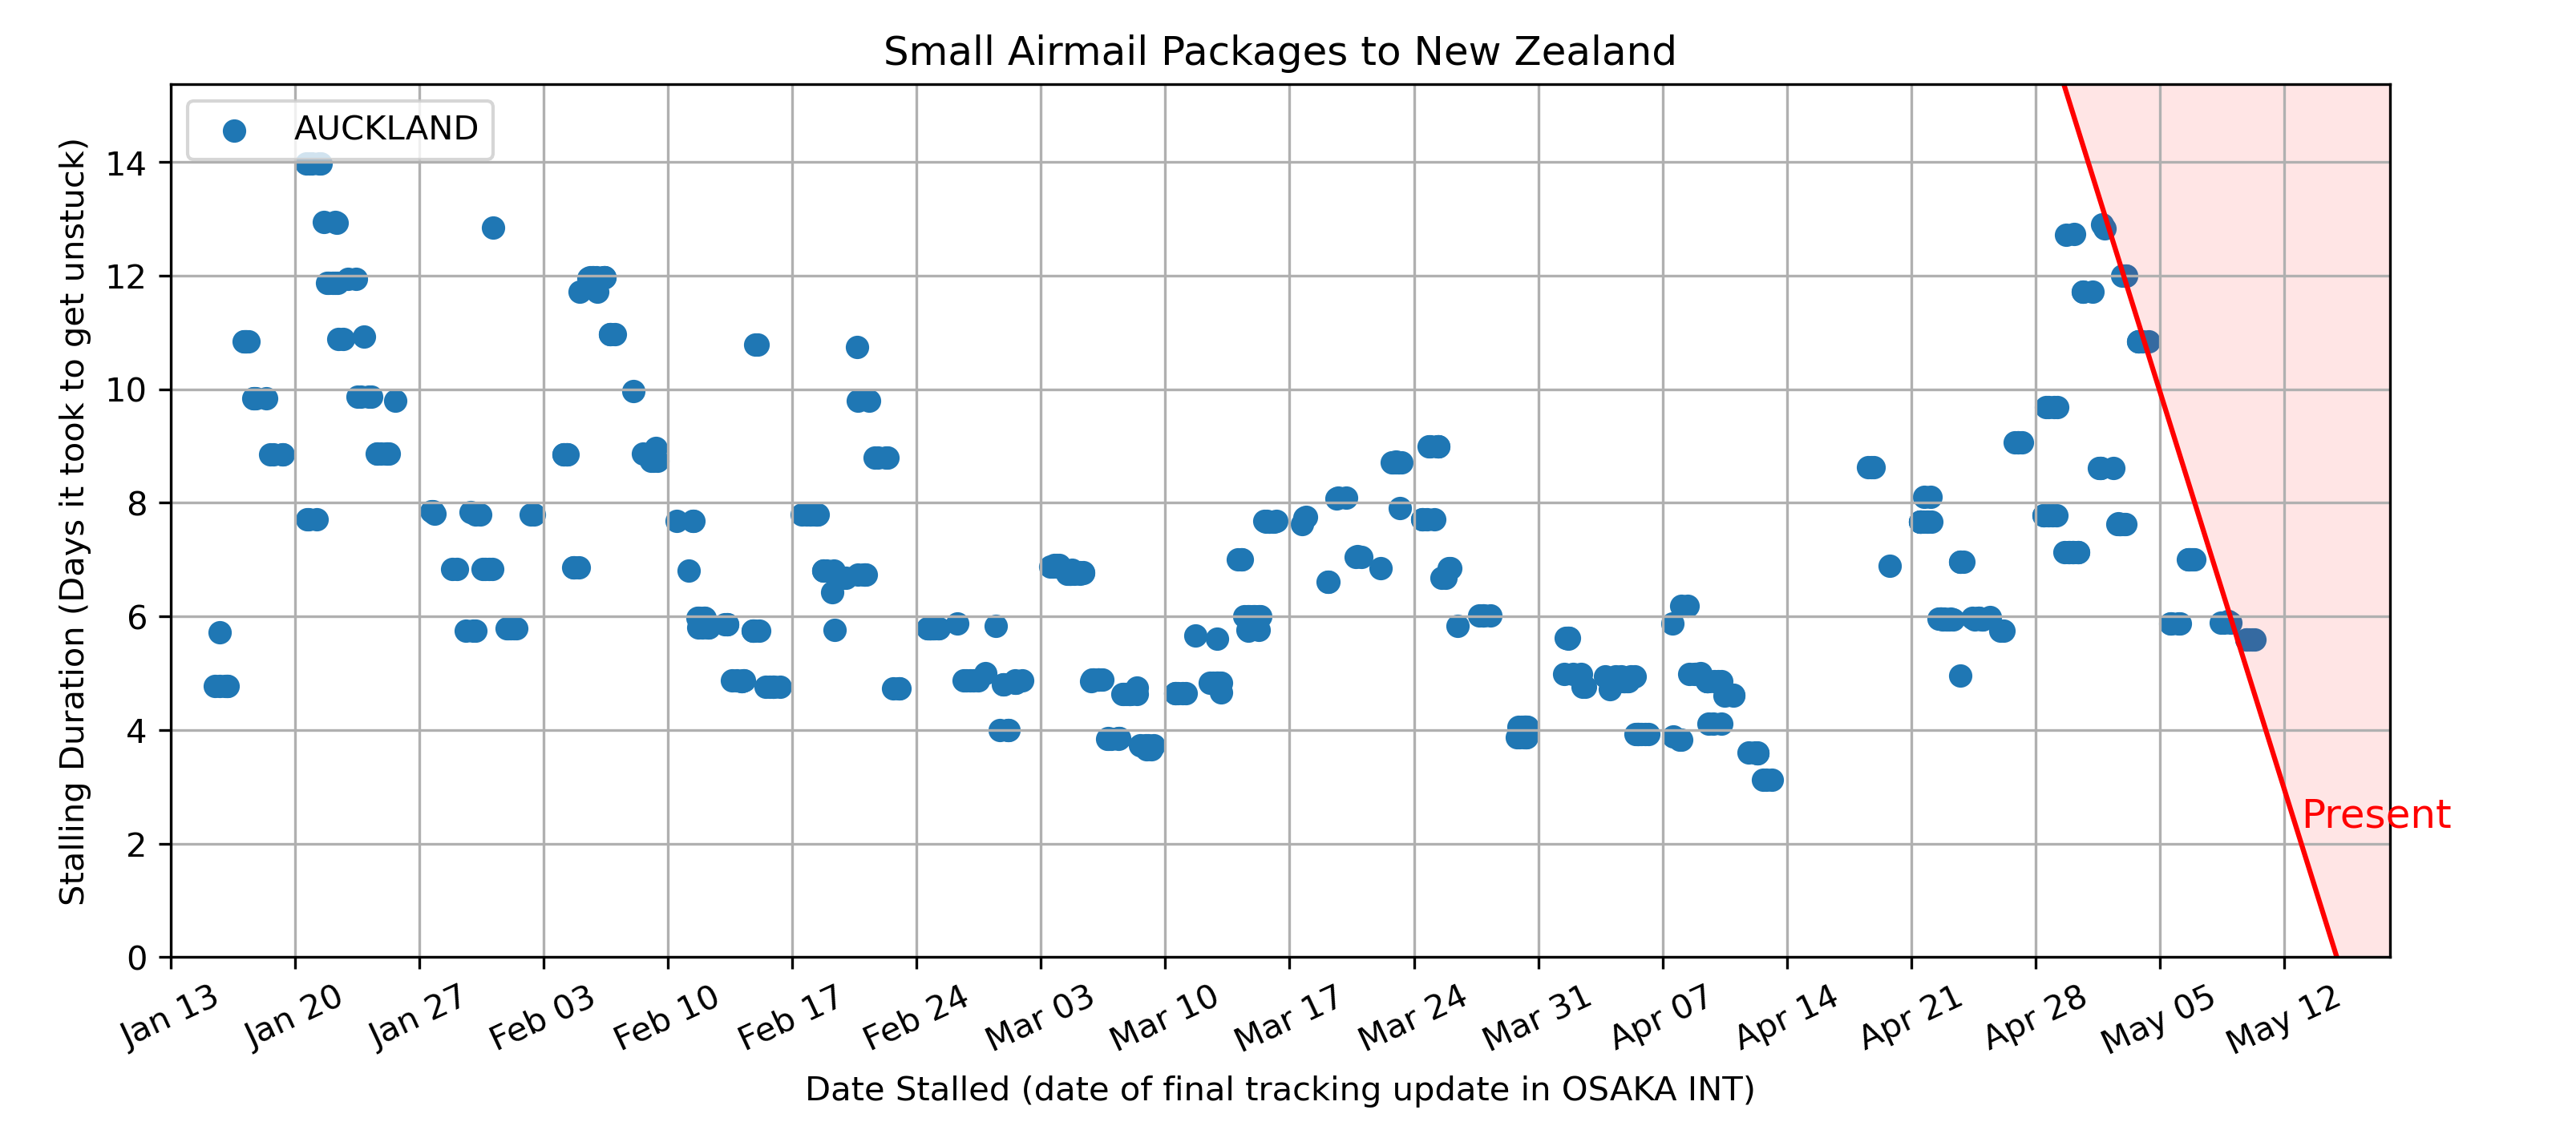 Small Airmail Packages to New Zealand
AUCKLAND
Stalling Duration (Days it took to get unstuck)
14
12
10
8
6
4
2
0
Present
Jan 13
Jan 20
Jan 27
Feb 03
Feb 10
Feb 17
Feb 24
Mar 03
Mar 10
Mar 17
Mar 24
Mar 31
Apr 07
Apr 14
Apr 21
Apr 28
May 05
May 12
Date Stalled (date of final tracking update in OSAKA INT)